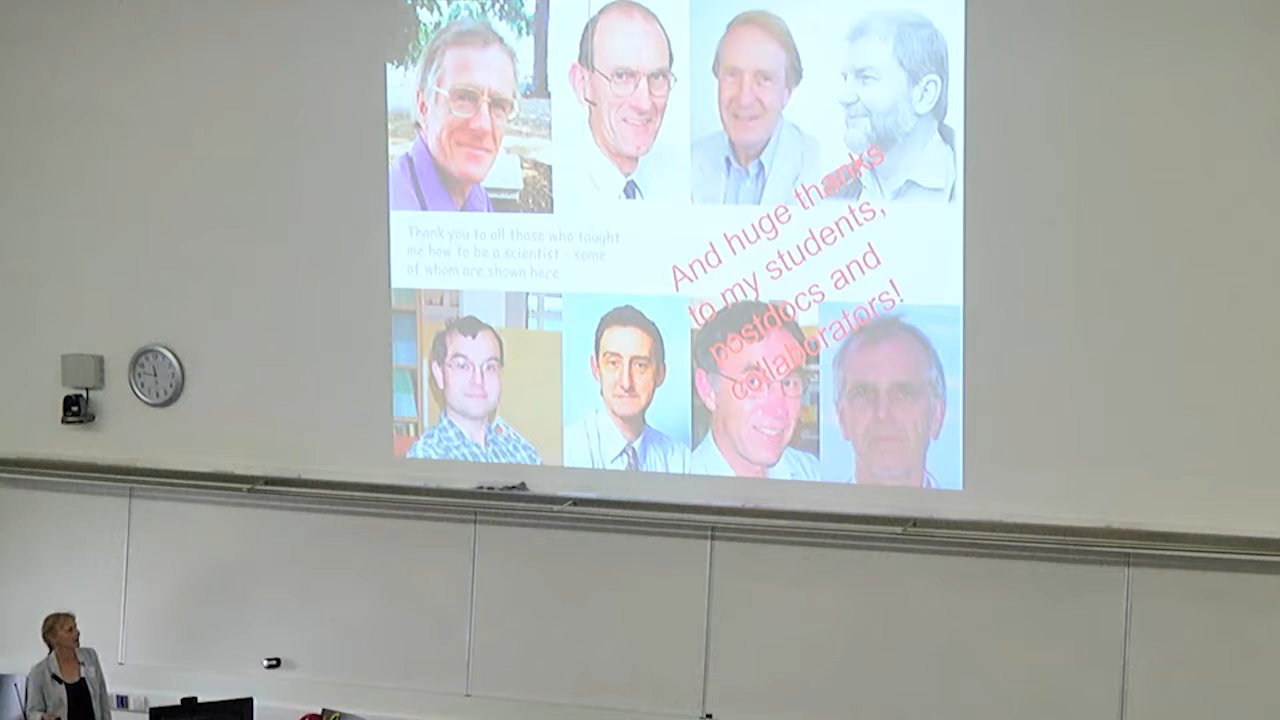 Thank you to all those who taught
me how to be a scientist - some
of whom are shown here
And huge thanks
to my students,
postdocs and
collaborators!